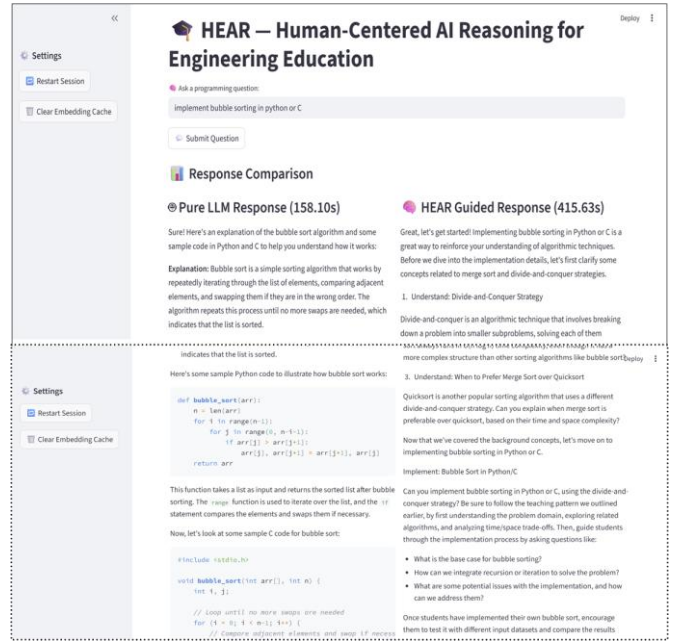 Deploy
Settings
Restart Session
Clear Embedding Cache
HEAR — Human-Centered AI Reasoning for
Engineering Education
Ask a programming question:
implement bubble sorting in python or C
Submit Question
Response Comparison
Pure LLM Response (158.10s)
Sure! Here's an explanation of the bubble sort algorithm and some
sample code in Python and C to help you understand how it works:
Explanation: Bubble sort is a simple sorting algorithm that works by
repeatedly iterating through the list of elements, comparing adjacent
elements, and swapping them if they are in the wrong order. The
algorithm repeats this process until no more swaps are needed, which
indicates that the list is sorted.
HEAR Guided Response (415.63s)
Great, let's get started! Implementing bubble sorting in Python or C is a
great way to reinforce your understanding of algorithmic techniques.
Before we dive into the implementation details, let's first clarify some
concepts related to merge sort and divide-and-conquer strategies.
1. Understand: Divide-and-Conquer Strategy
Divide-and-conquer is an algorithmic technique that involves breaking
down a problem into smaller subproblems, solving each of them
Settings
Restart Session
Clear Embedding Cache
indicates that the list is sorted.
Here's some sample Python code to illustrate how bubble sort works:
def bubble_sort(arr):
n = len(arr)
for i in range(n-1):
for j in range(0, n-i-1):
if arr[j] > arr[j+1]:
arr[j], arr[j+1] = arr[j+1], arr[j]
return arr
This function takes a list as input and returns the sorted list after bubble
sorting. The range function is used to iterate over the list, and the if
statement compares the elements and swaps them if necessary.
Now, let's look at some sample C code for bubble sort:
#include <stdio.h>
void bubble_sort(int arr[], int n) {
int i, j;
// Loop until no more swaps are needed
for (i = 0; i < n-1; i++) {
// Compare adjacent elements and swap if necess
more complex structure than other sorting algorithms like bubble sort.
Deploy
3. Understand: When to Prefer Merge Sort over Quicksort
Quicksort is another popular sorting algorithm that uses a different
divide-and-conquer strategy. Can you explain when merge sort is
preferable over quicksort, based on their time and space complexity?
Now that we've covered the background concepts, let's move on to
implementing bubble sorting in Python or C.
Implement: Bubble Sort in Python/C
Can you implement bubble sorting in Python or C, using the divide-and-
conquer strategy? Be sure to follow the teaching pattern we outlined
earlier, by first understanding the problem domain, exploring related
algorithms, and analyzing time/space trade-offs. Then, guide students
through the implementation process by asking questions like:
• What is the base case for bubble sorting?
• How can we integrate recursion or iteration to solve the problem?
• What are some potential issues with the implementation, and how
can we address them?
Once students have implemented their own bubble sort, encourage
them to test it with different input datasets and compare the results